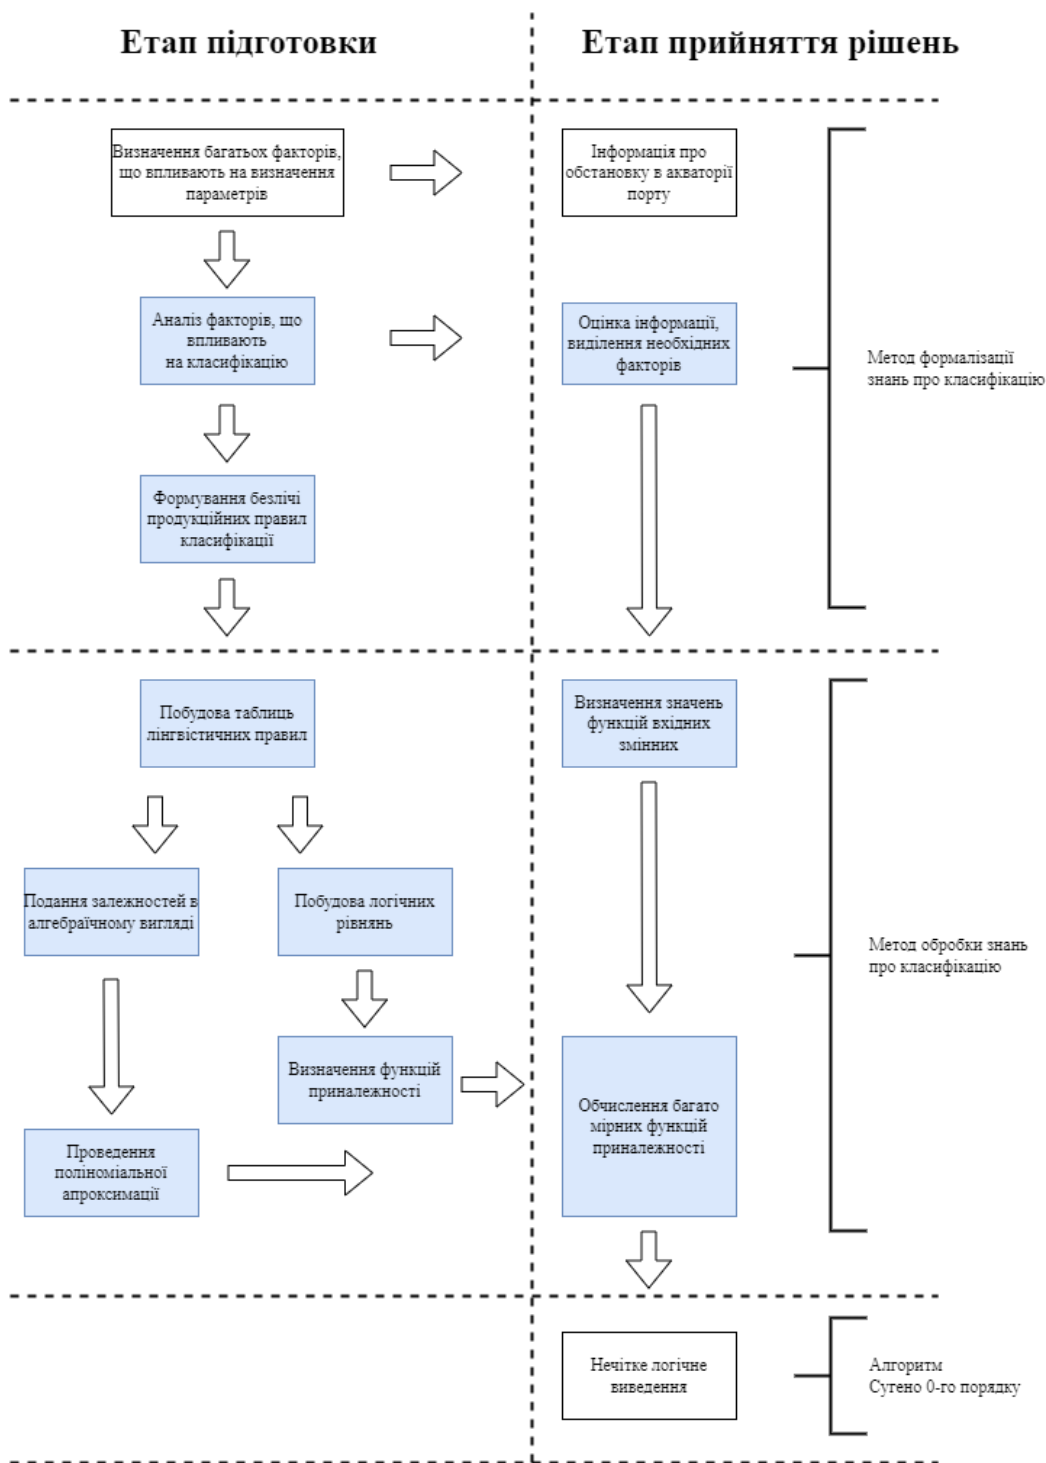 Етап підготовки
Етап прийняття рішень
Визначення багатьох факторів,
що впливають на визначення
параметрів
Інформація про
обстановку в акваторії
порту
Аналіз факторів, що
впливають
на класифікацію
Оцінка інформації,
виділення необхідних
факторів
Метод формалізації
знань про класифікацію
Формування безлічі
продукційних правил
класифікації
Побудова таблиць
лінгвістичних правил
Визначення значень
функцій вхідних
змінних
Подання залежностей в
алгебраїчному вигляді
Побудова логічних
рівнянь
Метод обробки знань
про класифікацію
Визначення функцій
приналежності
Обчислення багато
мірних функцій
приналежності
Проведення
поліноміальної
апроксимації
Нечітке логічне
виведення
Алгоритм
Сугено 0-го порядку